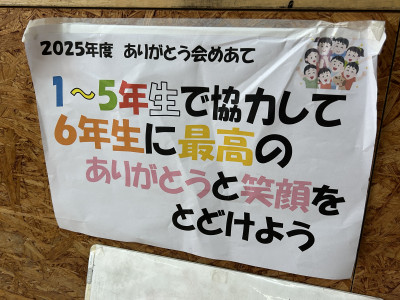 2025年度 ありがとう会めあて
1～5年生で協力して
6年生に最高の
ありがとうと笑顔を
とどけよう